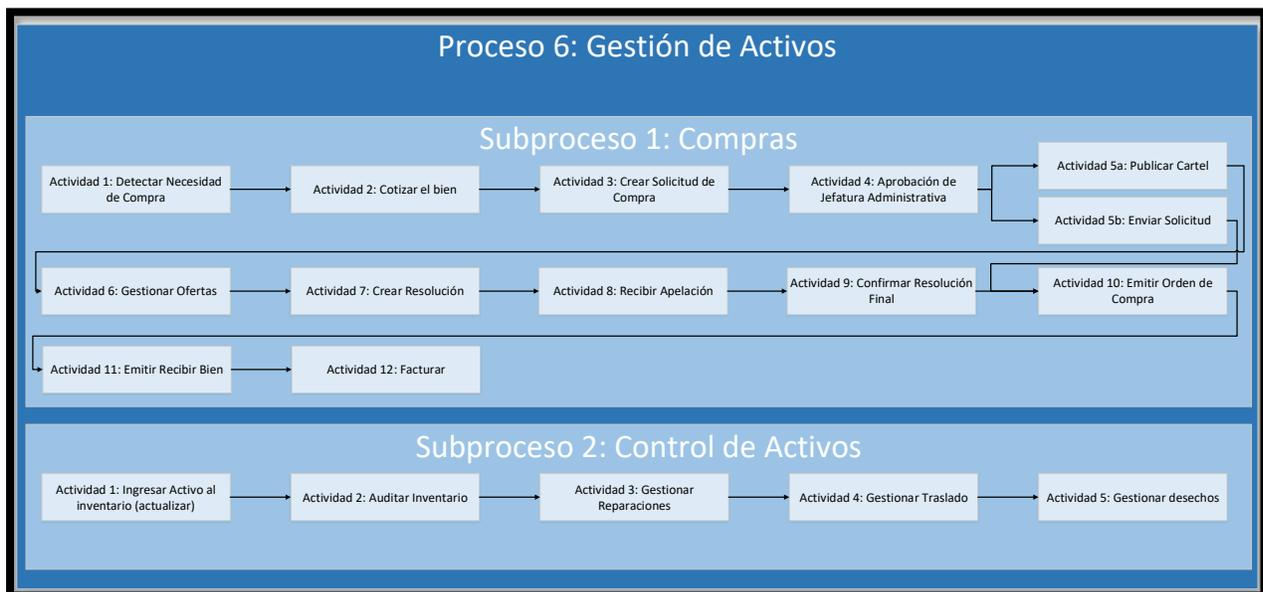 Proceso 6: Gestión de Activos
Subproceso 1: Compras
Actividad 1: Detectar Necesidad
de Compra
Actividad 2: Cotizar el bien
Actividad 3: Crear Solicitud de
Compra
Actividad 4: Aprobación de
Jefatura Administrativa
Actividad 5a: Publicar Cartel
Actividad 5b: Enviar Solicitud
Actividad 6: Gestionar Ofertas
Actividad 7: Crear Resolución
Actividad 8: Recibir Apelación
Actividad 9: Confirmar Resolución
Final
Actividad 10: Emitir Orden de
Compra
Actividad 11: Emitir Recibir Bien
Actividad 12: Facturar
Subproceso 2: Control de Activos
Actividad 1: Ingresar Activo al
inventario (actualizar)
Actividad 2: Auditar Inventario
Actividad 3: Gestionar
Reparaciones
Actividad 4: Gestionar Traslado
Actividad 5: Gestionar desechos